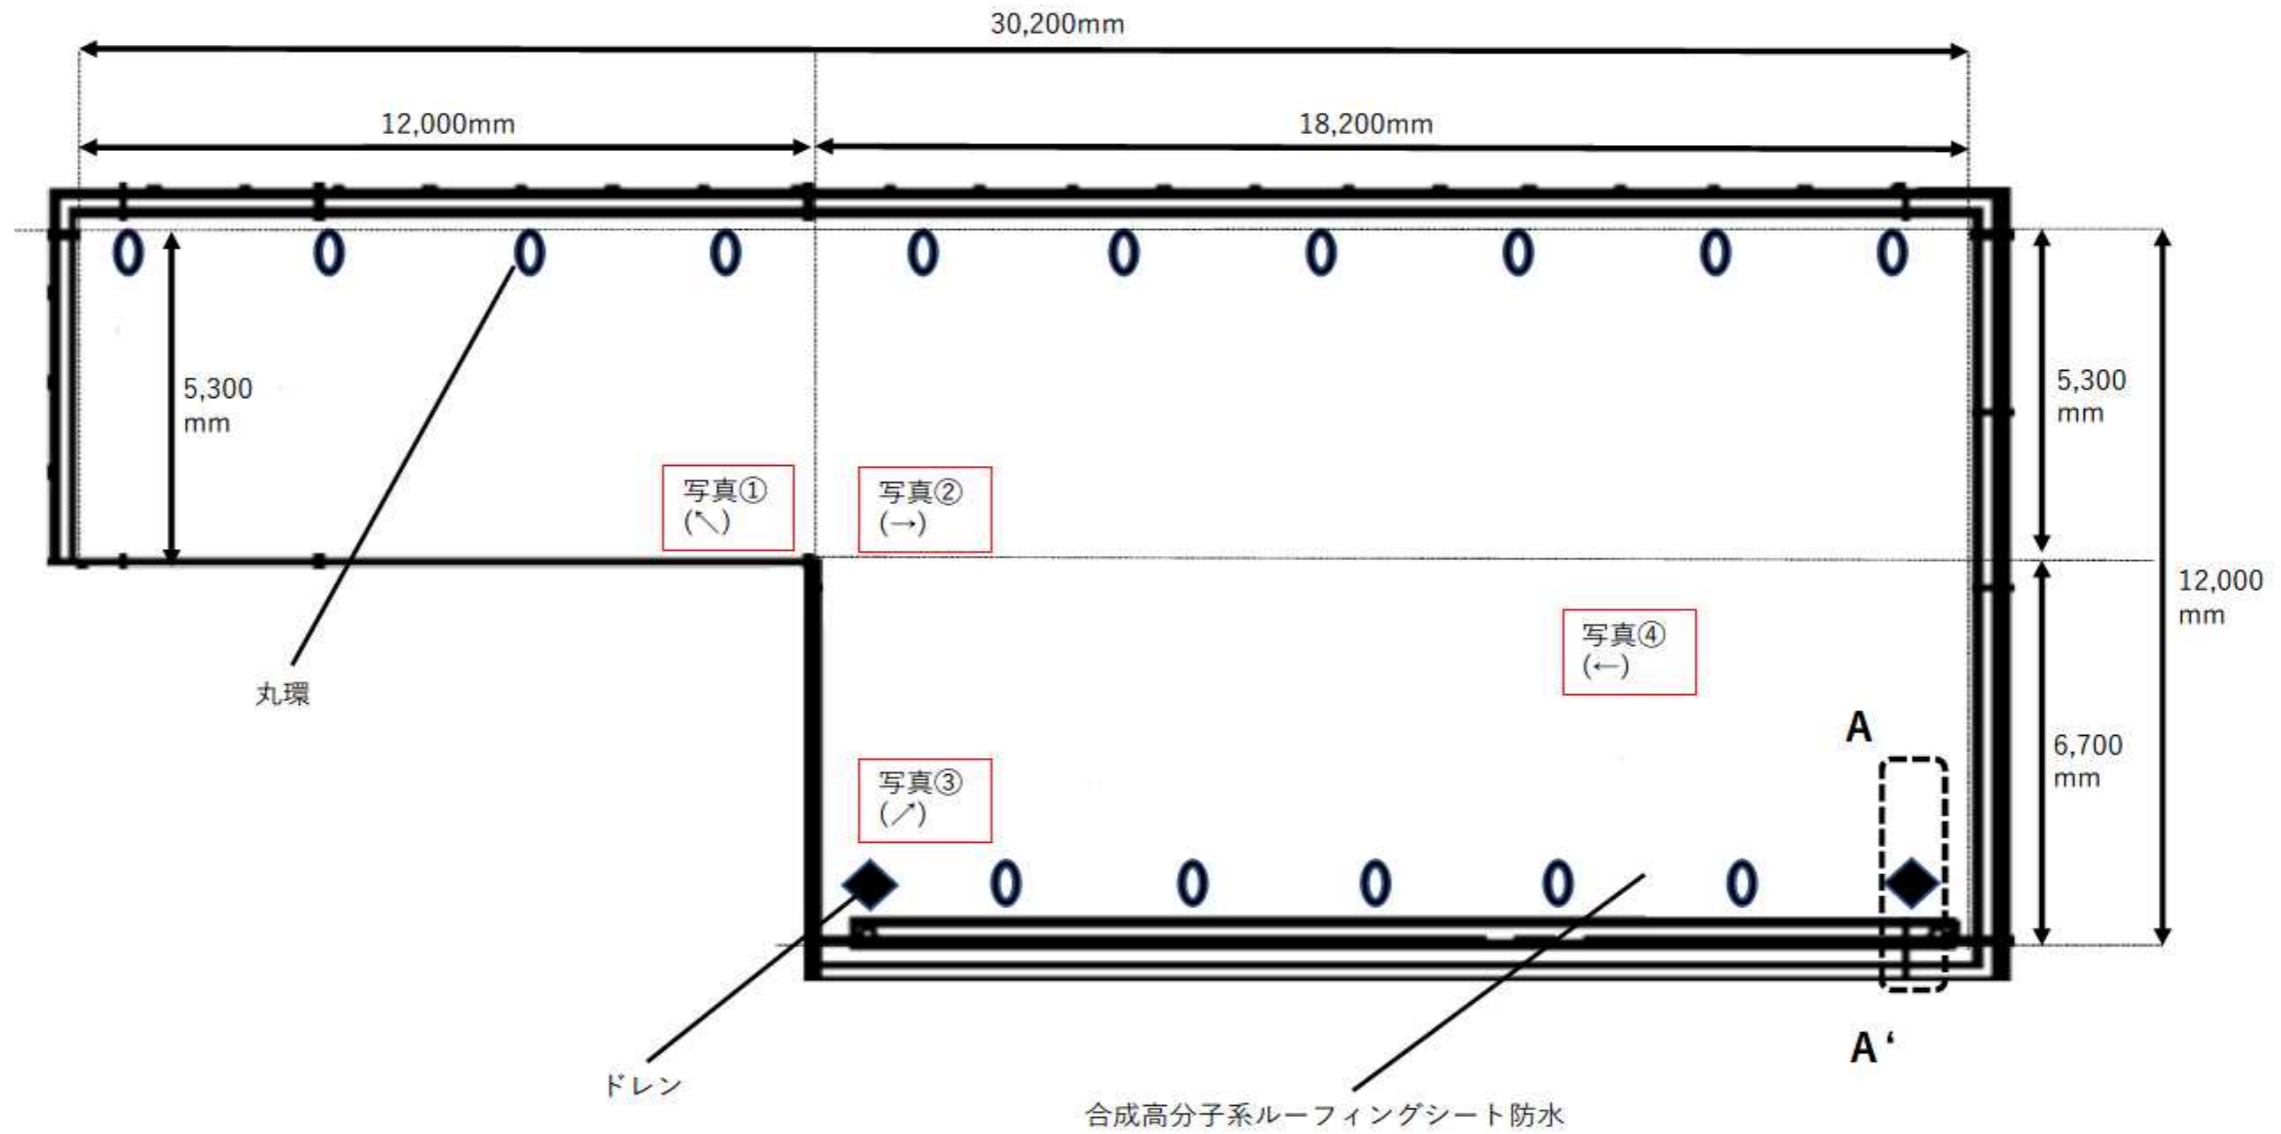 30,200mm
12,000mm
18,200mm
5,300
mm
5,300
mm
写真①
(↖)
写真②
(→)
12,000
mm
写真④
(←)
丸環
A
6,700
mm
写真③
(↗)
A‘
ドレン
合成高分子系ルーフィングシート防水